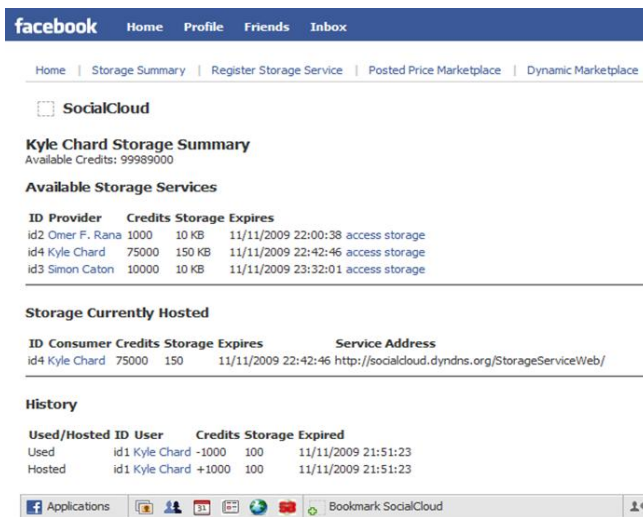 facebook Home Profile Friends Inbox
Home | Storage Summary | Register Storage Service | Posted Price Marketplace | Dynamic Marketplace
SocialCloud
Kyle Chard Storage Summary
Available Credits: 99989000
Available Storage Services
ID Provider Credits Storage Expires
id2 Omer F. Rana 1000 10 KB 11/11/2009 22:00:38 access storage
id4 Kyle Chard 75000 150 KB 11/11/2009 22:42:46 access storage
id3 Simon Caton 10000 10 KB 11/11/2009 23:32:01 access storage
Storage Currently Hosted
ID Consumer Credits Storage Expires Service Address
id4 Kyle Chard 75000 150 11/11/2009 22:42:46 http://socialcloud.dyndns.org/StorageServiceWeb/
History
Used/Hosted ID User Credits Storage Expired
Used id1 Kyle Chard -1000 100 11/11/2009 21:51:23
Hosted id1 Kyle Chard +1000 100 11/11/2009 21:51:23
Applications 31 Bookmark SocialCloud